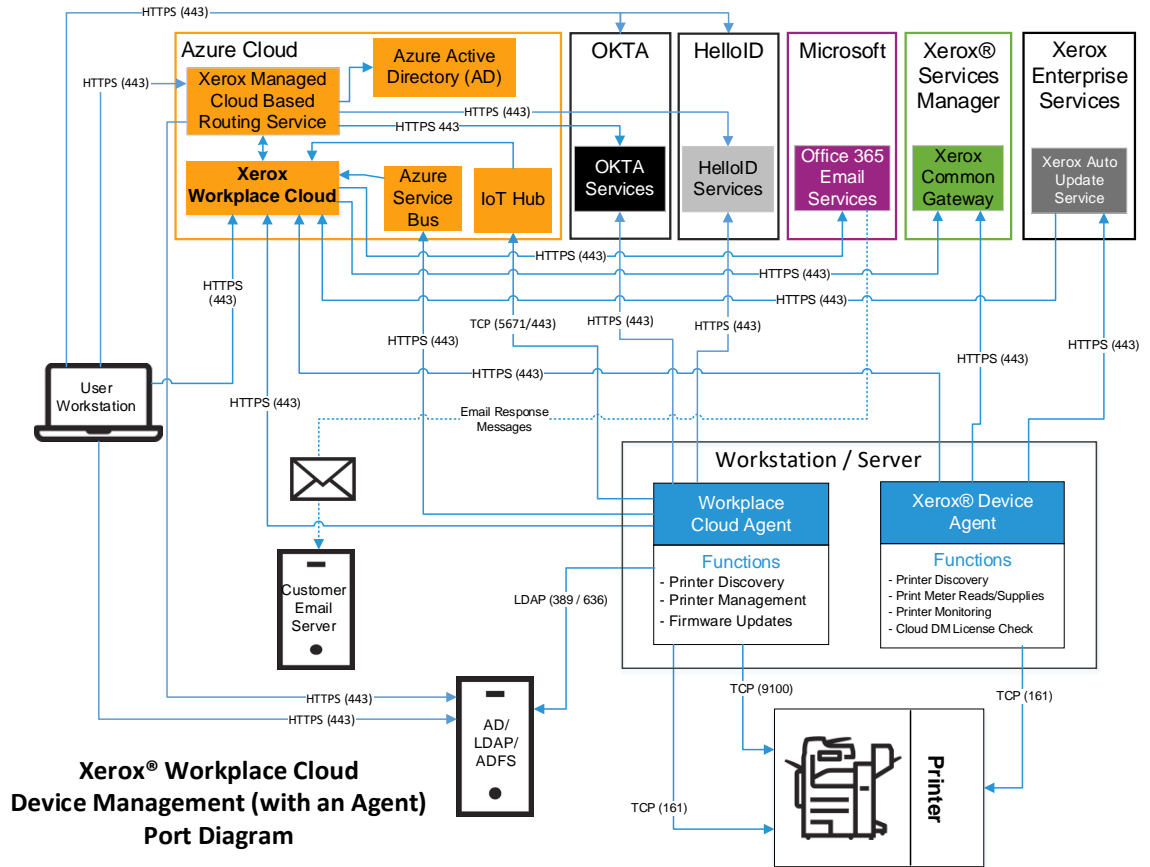 HTTPS (443)
Azure Cloud
Azure Active
Directory (AD)
OKTA
HelloID
Microsoft
Xerox®
Services
Manager
Xerox
Enterprise
Services
HTTPS (443)
Xerox Managed
Cloud Based
Routing Service
HTTPS (443)
HTTPS 443
Xerox
Workplace Cloud
Azure
Service
Bus
IoT Hub
OKTA
Services
HelloID
Services
Office 365
Email
Services
Xerox
Common
Gateway
Xerox Auto
Update
Service
HTTPS (443)
HTTPS (443)
HTTPS
(443)
HTTPS (443)
TCP (5671/443)
HTTPS (443)
HTTPS (443)
HTTPS (443)
HTTPS (443)
HTTPS
(443)
HTTPS (443)
User
Workstation
HTTPS (443)
Email Response
Messages
Workstation / Server
Workplace
Cloud Agent
Functions
- Printer Discovery
- Printer Management
- Firmware Updates
Xerox® Device
Agent
Functions
- Printer Discovery
- Print Meter Reads/Supplies
- Printer Monitoring
- Cloud DM License Check
Customer
Email
Server
LDAP (389 / 636)
HTTPS (443)
HTTPS (443)
AD/
LDAP/
ADFS
TCP (9100)
TCP (161)
TCP (161)
Printer
Xerox® Workplace Cloud
Device Management (with an Agent)
Port Diagram